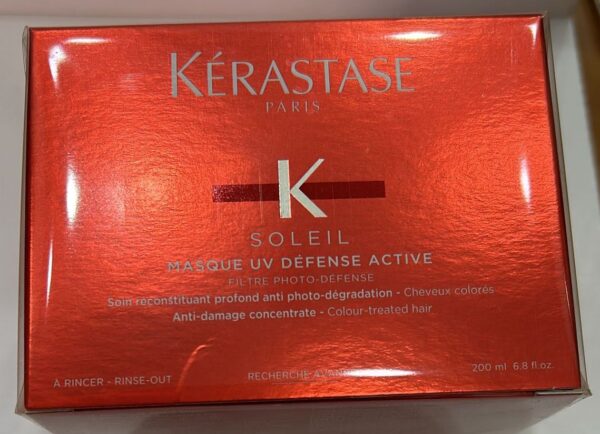 KÉRASTASE
PARIS
K
SOLEIL
MASQUE UV DÉFENSE ACTIVE
FILTRE PHOTO-DÉFENSE
Soin reconstituant profond anti photo-dégradation - Cheveux colorés
Anti-damage concentrate - Colour-treated hair
À RINCER - RINSE-OUT
RECHERCHE
200 ml 6.8 fl.oz.